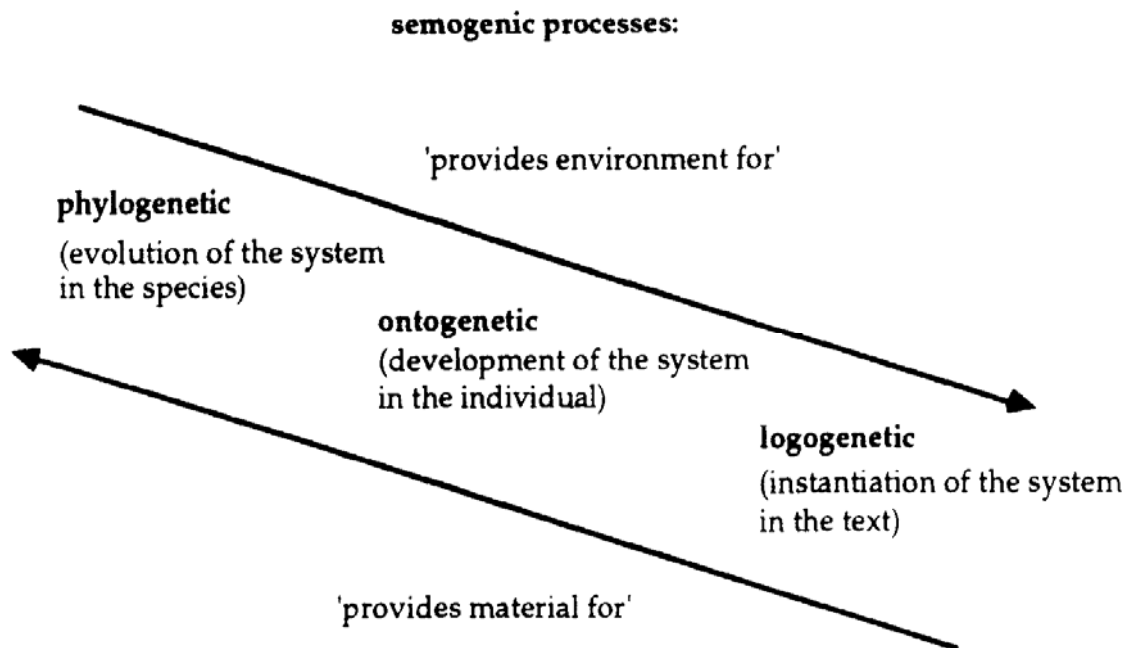 semogenic processes:
'provides environment for'
phylogenetic
(evolution of the system
in the species)
ontogenetic
(development of the system
in the individual)
logogenetic
(instantiation of the system
in the text)
'provides material for'